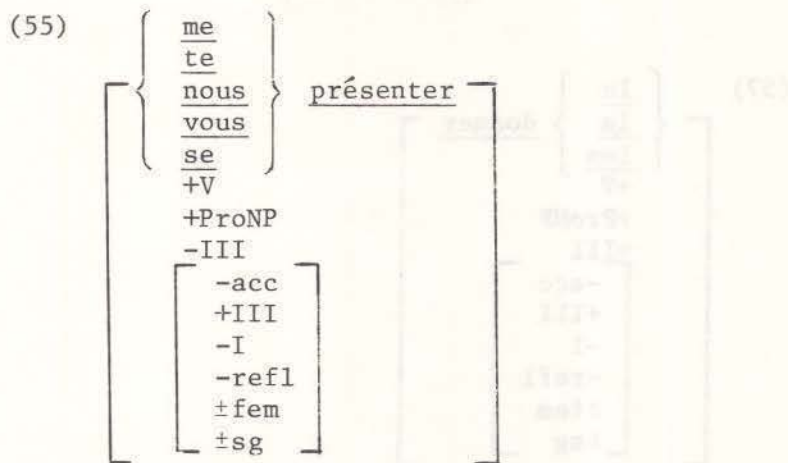 (55)
me
te
nous
vous présenter
se
+V
+ProNP
-III
-acc
+III
-I
-refl
±fem
±sg